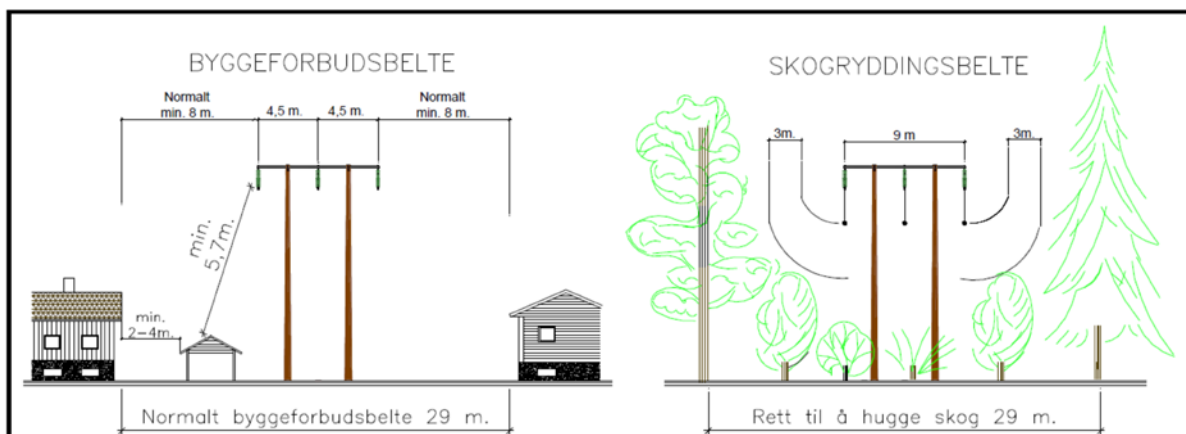 BYGGEFORBUDSBELTE
Normalt
min. 8 m.
4,5 m.
4,5 m.
Normalt
min. 8 m.
min.
5,7m.
min.
2-4m.
Normalt byggeforbudsbelte 29 m.
SKOGRYDDINGSBELTE
3m.
9 m
3m.
Rett til å hugge skog 29 m.